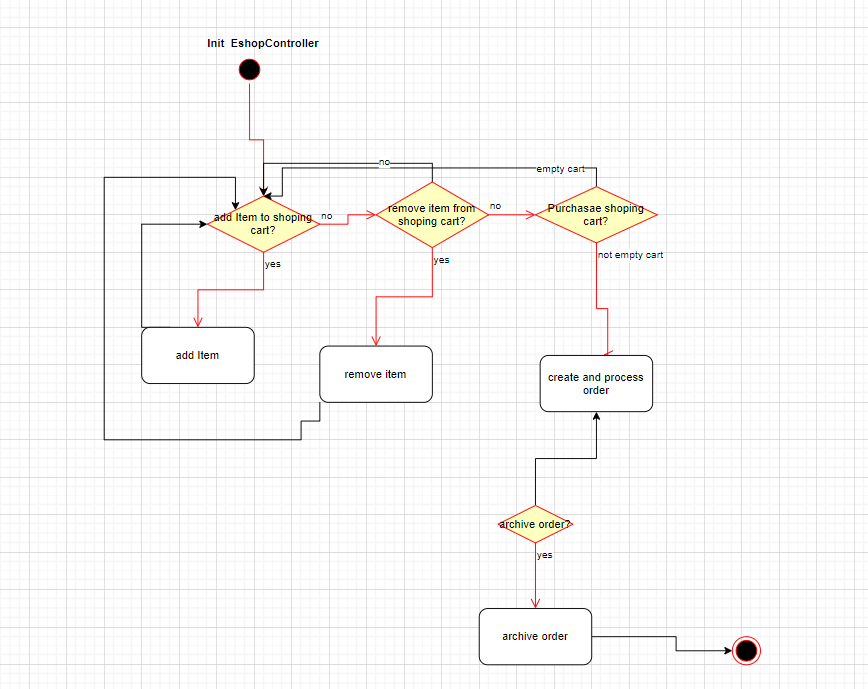 Init EshopController
no
empty cart
add Item to shoping
cart?
no
remove item from
shoping cart?
no
Purchasae shoping
cart?
yes
yes
not empty cart
add Item
remove item
create and process
order
archive order?
yes
archive order